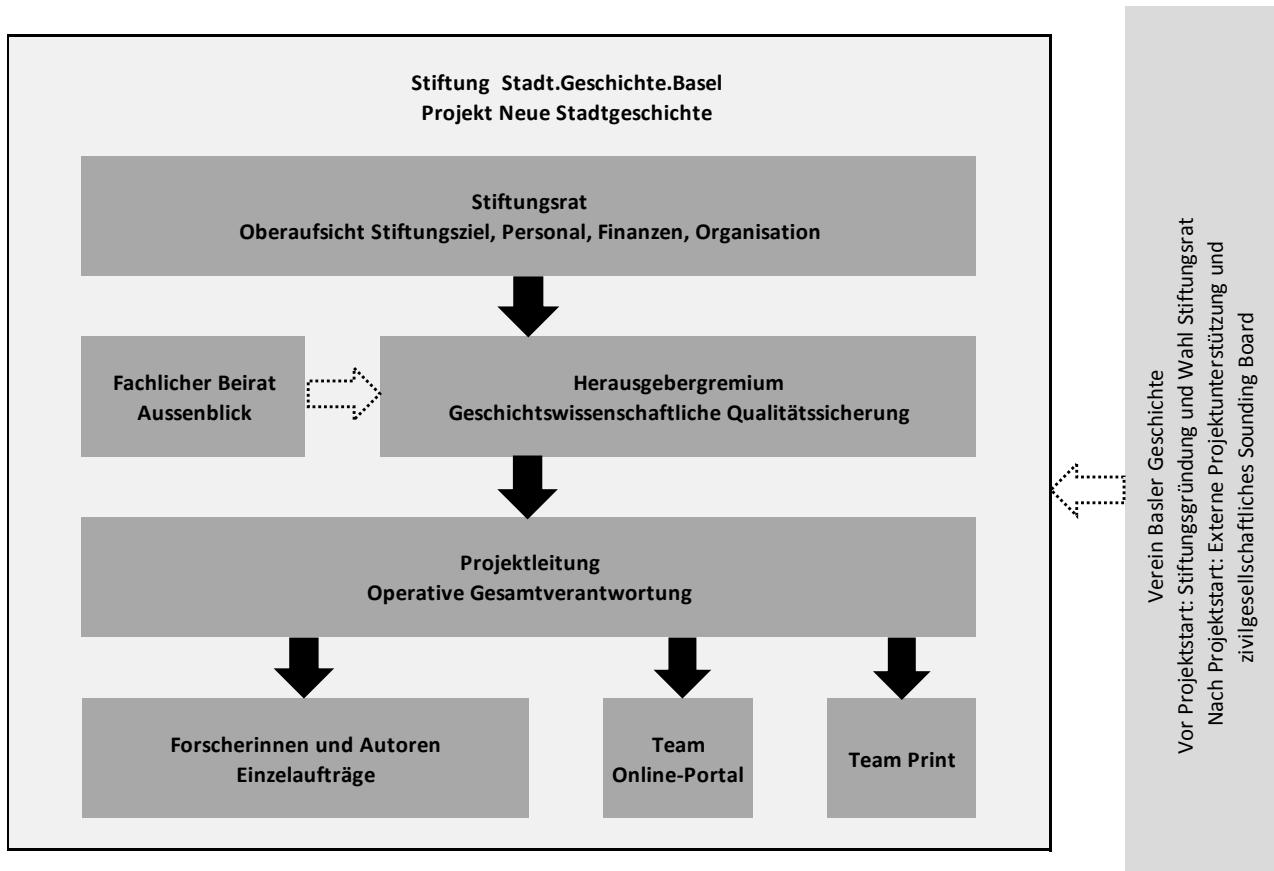 Stiftung Stadt.Geschichte.Basel
Projekt Neue Stadtgeschichte
Stiftungsrat
Oberaufsicht Stiftungsziel, Personal, Finanzen, Organisation
Fachlicher Beirat
Aussenblick
Herausgebergremium
Geschichtswissenschaftliche Qualitätssicherung
Projektleitung
Operative Gesamtverantwortung
Forscherinnen und Autoren
Einzelaufträge
Team
Online-Portal
Team Print
Verein Basler Geschichte
Vor Projektstart: Stiftungsgründung und Wahl Stiftungsrat
Nach Projektstart: Externe Projektunterstützung und
zivilgesellschaftliches Sounding Board